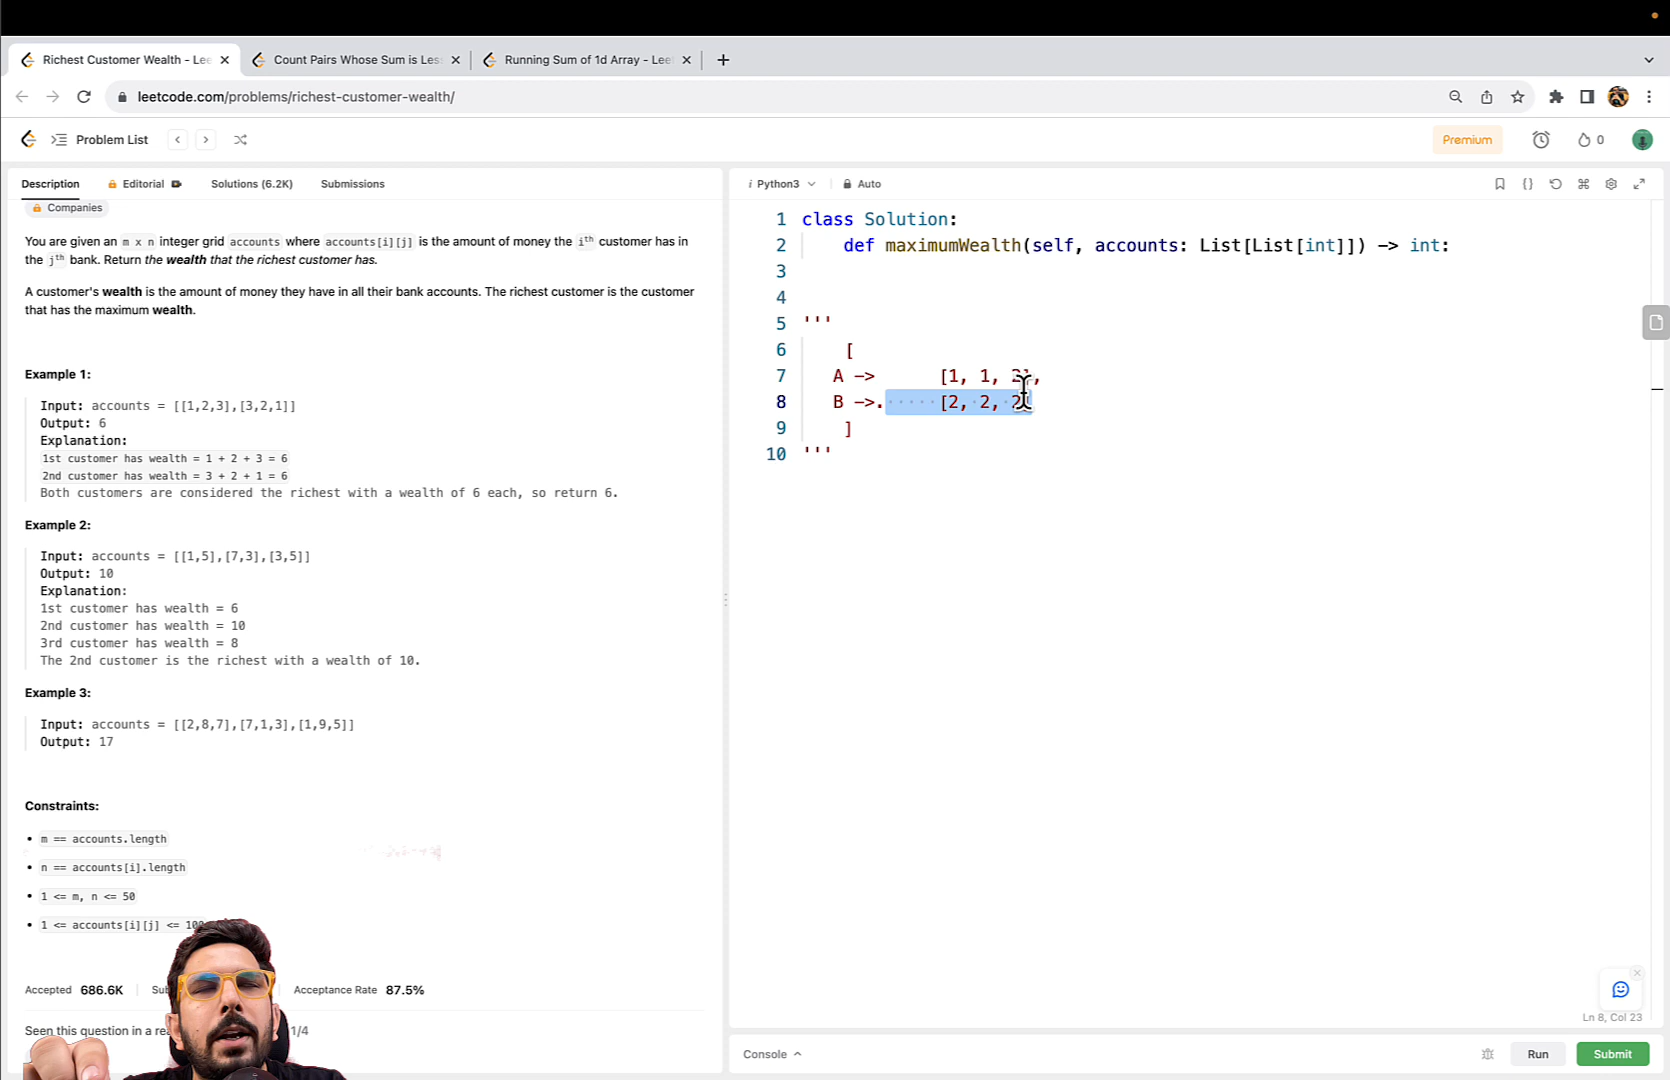 Richest Customer Wealth - Lee
Count Pairs Whose Sum is Les
Running Sum of 1d Array - Lee
leetcode.com/problems/richest-customer-wealth/
Problem List
Premium
0
Description
Editorial
Solutions (6.2K)
Submissions
Companies
You are given an m x n integer grid accounts where accounts[i][j] is the amount of money the ith customer has in
the jth bank. Return the wealth that the richest customer has.
A customer's wealth is the amount of money they have in all their bank accounts. The richest customer is the customer
that has the maximum wealth.
Example 1:
Input: accounts = [[1,2,3],[3,2,1]]
Output: 6
Explanation:
1st customer has wealth = 1 + 2 + 3 = 6
2nd customer has wealth = 3 + 2 + 1 = 6
Both customers are considered the richest with a wealth of 6 each, so return 6.
Example 2:
Input: accounts = [[1,5],[7,3],[3,5]]
Output: 10
Explanation:
1st customer has wealth = 6
2nd customer has wealth = 10
3rd customer has wealth = 8
The 2nd customer is the richest with a wealth of 10.
Example 3:
Input: accounts = [[2,8,7],[7,1,3],[1,9,5]]
Output: 17
Constraints:
m == accounts.length
n == accounts[i].length
1 <= m, n <= 50
1 <= accounts[i][j] <= 100
Accepted 686.6K
Acceptance Rate 87.5%
Seen this question in a
1/4
i Python3
Auto
1 class Solution:
2 def maximumWealth(self, accounts: List[List[int]]) -> int:
3
4
5 '''
6 [
7 A -> [1, 1, 2],
8 B ->. [2, 2, 2]
9 ]
10 '''
Ln 8, Col 23
Console
Run
Submit